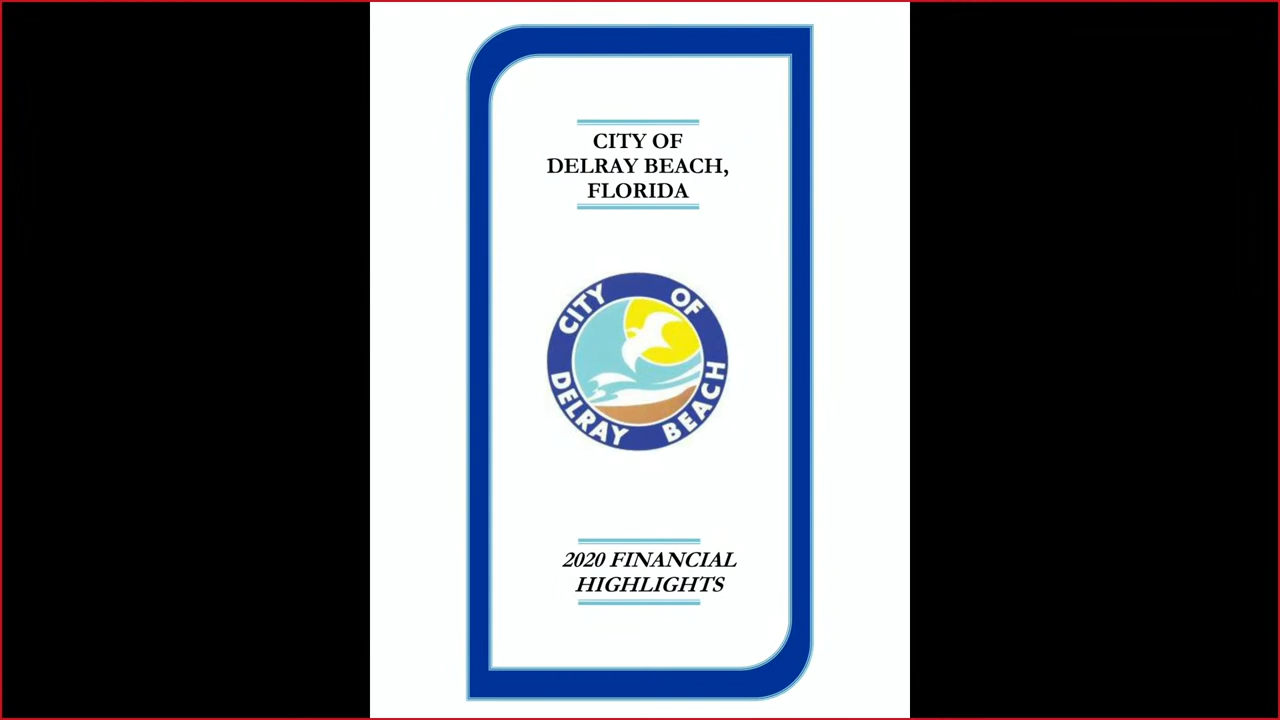 CITY OF
DELRAY BEACH,
FLORIDA
CITY OF
DELRAY BEACH
2020 FINANCIAL
HIGHLIGHTS